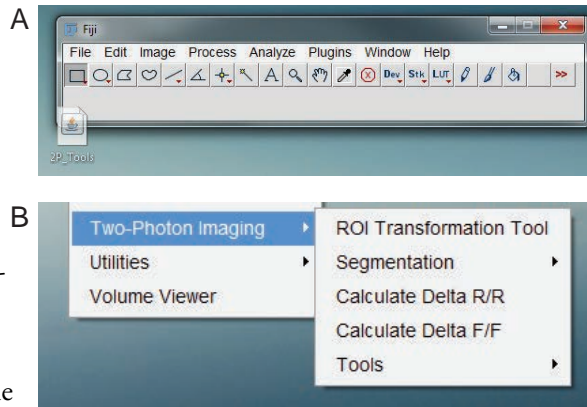 A
Fiji
File Edit Image Process Analyze Plugins Window Help
A Dev Stk LUT >>
2P_Tools
B
Two-Photon Imaging
Utilities
Volume Viewer
ROI Transformation Tool
Segmentation
Calculate Delta R/R
Calculate Delta F/F
Tools